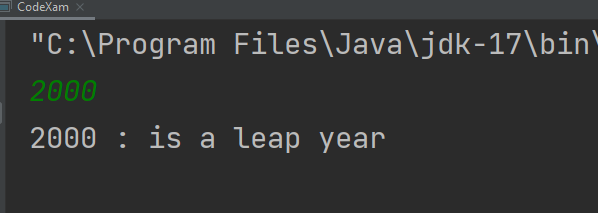 CodeXam
"C:\Program Files\Java\jdk-17\bin\
2000
2000 : is a leap year